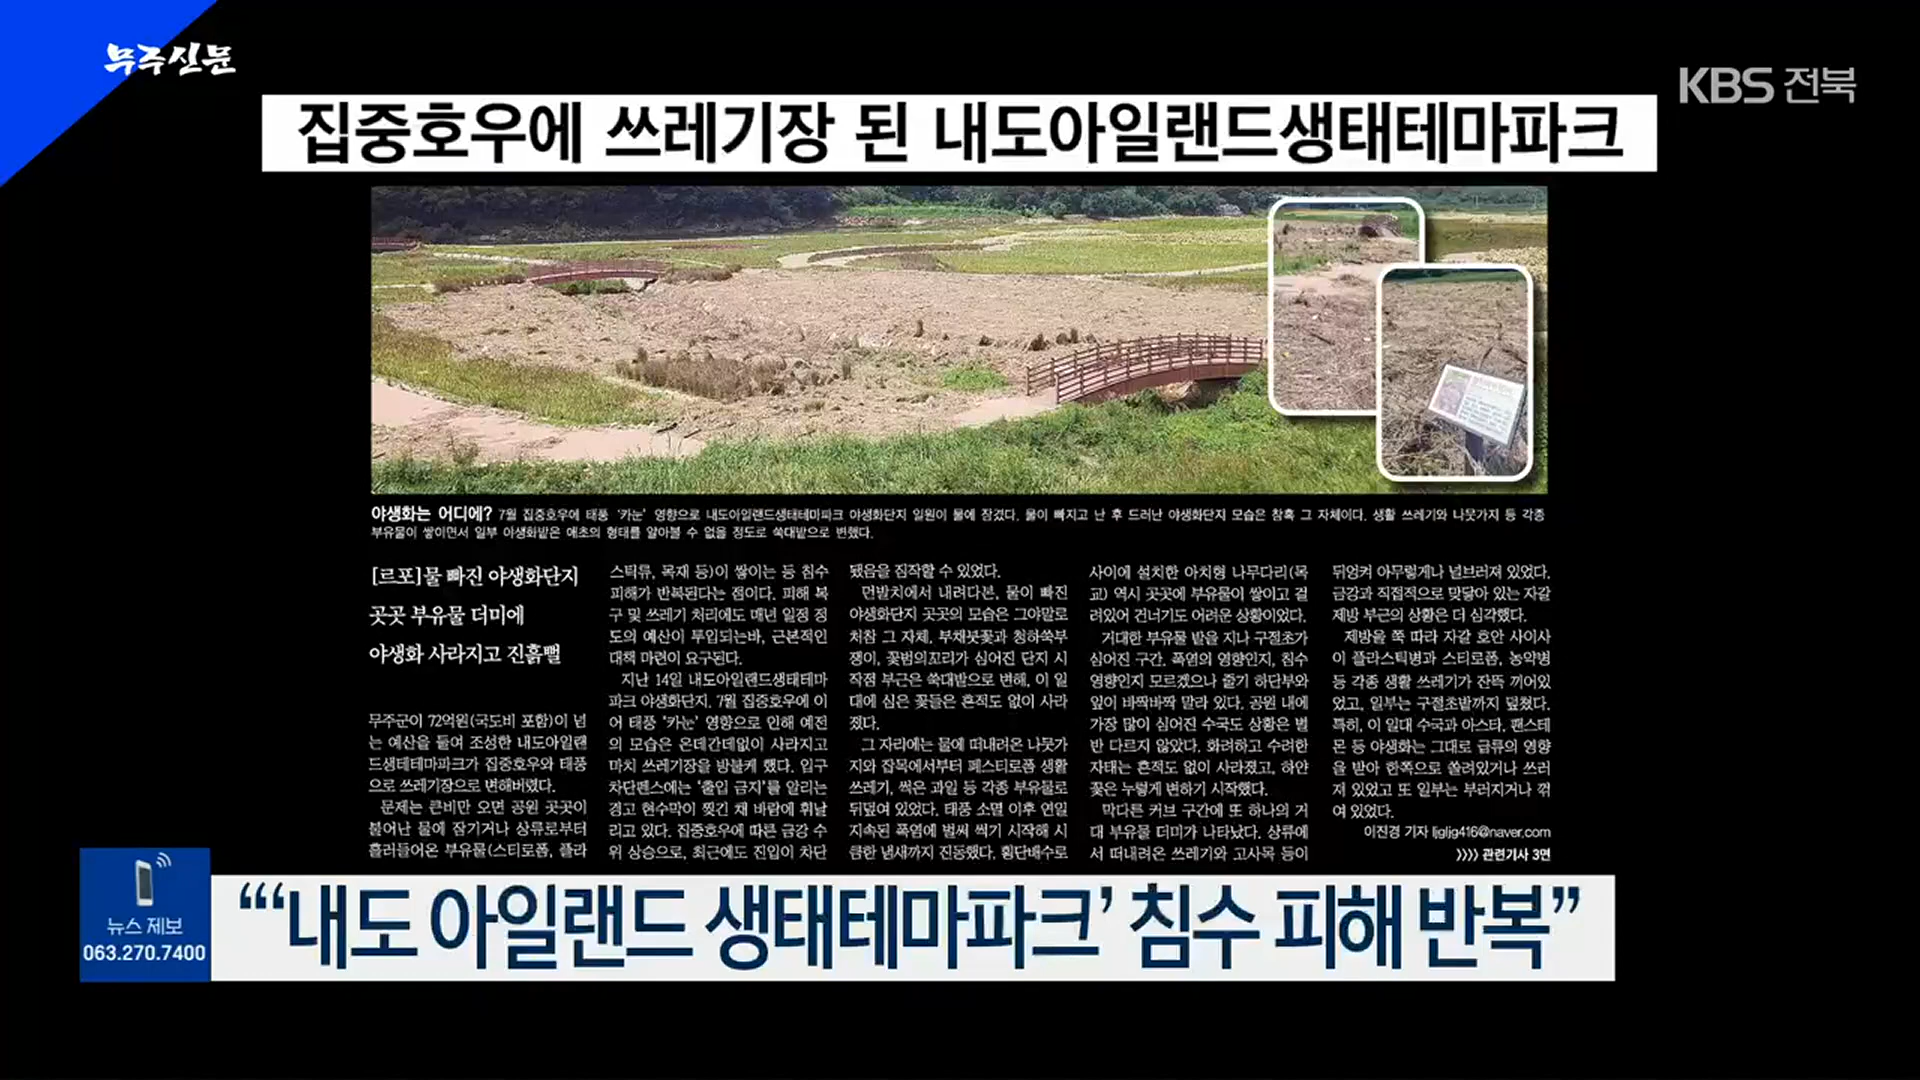 무주신문
KBS 전북
집중호우에 쓰레기장 된 내도아일랜드생태테마파크
야생화는 어디에? 7월 집중호우에 태풍 ‘카눈’ 영향으로 내도아일랜드생태테마파크 야생화단지 일원이 물에 잠겼다. 물이 빠지고 난 후 드러난 야생화단지 모습은 참혹 그 자체이다. 생활 쓰레기와 나뭇가지 등 각종
부유물이 쌓이면서 일부 야생화밭은 애초의 형태를 알아볼 수 없을 정도로 쑥대밭으로 변했다.
[르포]물 빠진 야생화단지
곳곳 부유물 더미에
야생화 사라지고 진흙뻘
무주군이 72억원(국도비 포함)이 넘
는 예산을 들여 조성한 내도아일랜
드생태테마파크가 집중호우와 태풍
으로 쓰레기장으로 변해버렸다.
문제는 큰비만 오면 공원 곳곳이
불어난 물에 잠기거나 상류로부터
흘러들어온 부유물(스티로폼, 플라
스틱류, 목재 등)이 쌓이는 등 침수
피해가 반복된다는 점이다. 피해 복
구 및 쓰레기 처리에도 매년 일정 정
도의 예산이 투입되는바, 근본적인
대책 마련이 요구된다.
지난 14일 내도아일랜드생태테마
파크 야생화단지. 7월 집중호우에 이
어 태풍 ‘카눈’ 영향으로 인해 예전
의 모습은 온데간데없이 사라지고
마치 쓰레기장을 방불케 했다. 입구
차단펜스에는 ‘출입 금지’를 알리는
경고 현수막이 찢긴 채 바람에 휘날
리고 있다. 집중호우에 따른 금강 수
위 상승으로, 최근에도 진입이 차단
됐음을 짐작할 수 있었다.
먼발치에서 내려다본, 물이 빠진
야생화단지 곳곳의 모습은 그야말로
처참 그 자체. 부채붓꽃과 청하쑥부
쟁이, 꽃범의꼬리가 심어진 단지 시
작점 부근은 쑥대밭으로 변해, 이 일
대에 심은 꽃들은 흔적도 없이 사라
졌다.
그 자리에는 물에 떠내려온 나뭇가
지와 잡목에서부터 폐스티로폼 생활
쓰레기, 썩은 과일 등 각종 부유물로
뒤덮여 있었다. 태풍 소멸 이후 연일
지속된 폭염에 벌써 썩기 시작해 시
큼한 냄새까지 진동했다. 횡단배수로
사이에 설치한 아치형 나무다리(목
교) 역시 곳곳에 부유물이 쌓이고 걸
려있어 건너기도 어려운 상황이었다.
거대한 부유물 밭을 지나 구절초가
심어진 구간. 폭염의 영향인지, 침수
영향인지 모르겠으나 줄기 하단부와
잎이 바짝바짝 말라 있다. 공원 내에
가장 많이 심어진 수국도 상황은 별
반 다르지 않았다. 화려하고 수려한
자태는 흔적도 없이 사라졌고, 하얀
꽃은 누렇게 변하기 시작했다.
막다른 커브 구간에 또 하나의 거
대 부유물 더미가 나타났다. 상류에
서 떠내려온 쓰레기와 고사목 등이
뒤엉켜 아무렇게나 널브러져 있었다.
금강과 직접적으로 맞닿아 있는 자갈
제방 부근의 상황은 더 심각했다.
제방을 쭉 따라 자갈 호안 사이사
이 플라스틱병과 스티로폼, 농약병
등 각종 생활 쓰레기가 잔뜩 끼어있
었고, 일부는 구절초밭까지 덮쳤다.
특히, 이 일대 수국과 아스타, 팬스테
몬 등 야생화는 그대로 급류의 영향
을 받아 한쪽으로 쏠려있거나 쓰러
져 있었고 또 일부는 부러지거나 꺾
여 있었다.
이진경 기자 ljgljg416@naver.com
>>>> 관련기사 3면
뉴스 제보
063.270.7400
“‘내도 아일랜드 생태테마파크’ 침수 피해 반복”